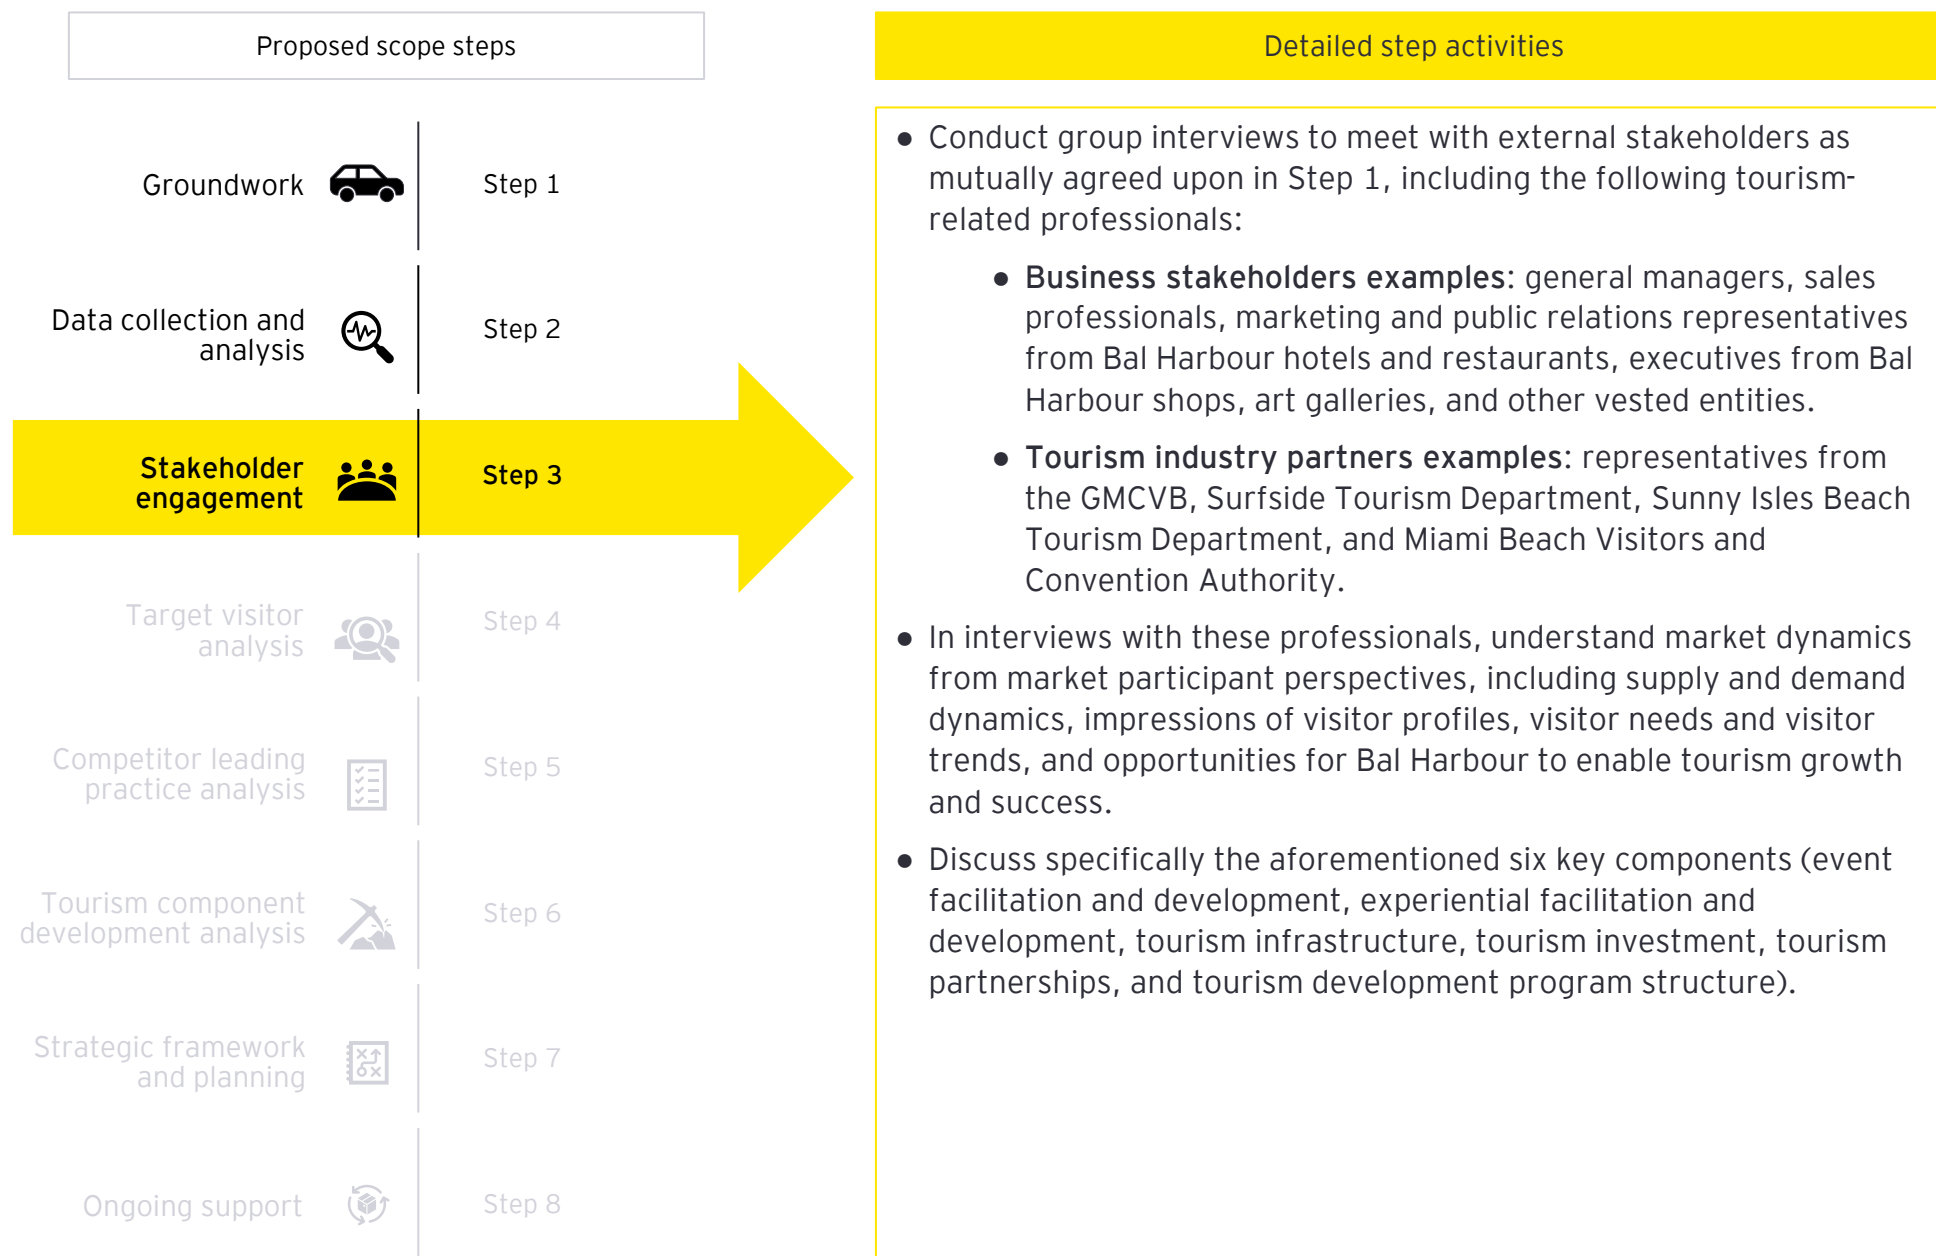 Proposed scope steps
Detailed step activities
Groundwork
Step 1
Data collection and
analysis
Step 2
Stakeholder
engagement
Step 3
Target visitor
analysis
Step 4
Competitor leading
practice analysis
Step 5
Tourism component
development analysis
Step 6
Strategic framework
and planning
Step 7
Ongoing support
Step 8
● Conduct group interviews to meet with external stakeholders as
mutually agreed upon in Step 1, including the following tourism-
related professionals:
● Business stakeholders examples: general managers, sales
professionals, marketing and public relations representatives
from Bal Harbour hotels and restaurants, executives from Bal
Harbour shops, art galleries, and other vested entities.
● Tourism industry partners examples: representatives from
the GMCVB, Surfside Tourism Department, Sunny Isles Beach
Tourism Department, and Miami Beach Visitors and
Convention Authority.
● In interviews with these professionals, understand market dynamics
from market participant perspectives, including supply and demand
dynamics, impressions of visitor profiles, visitor needs and visitor
trends, and opportunities for Bal Harbour to enable tourism growth
and success.
● Discuss specifically the aforementioned six key components (event
facilitation and development, experiential facilitation and
development, tourism infrastructure, tourism investment, tourism
partnerships, and tourism development program structure).